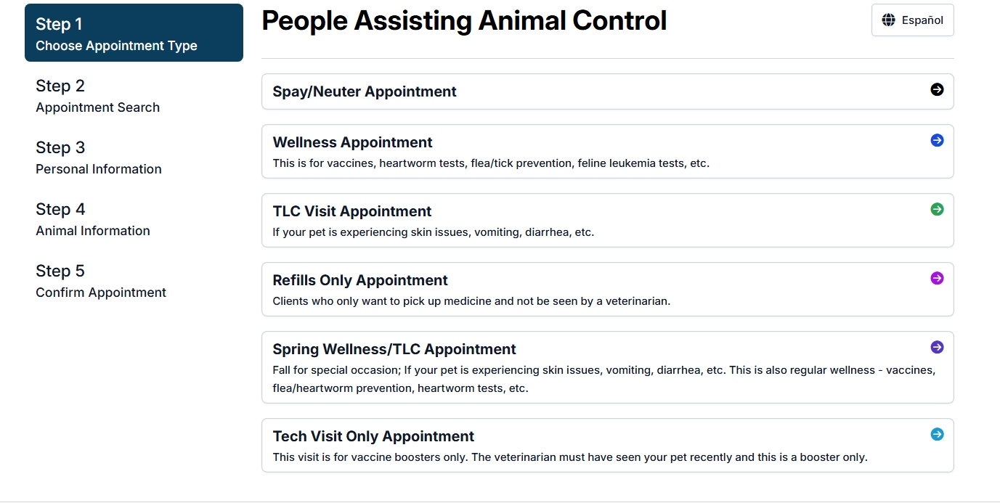 Step 1
Choose Appointment Type
Step 2
Appointment Search
Step 3
Personal Information
Step 4
Animal Information
Step 5
Confirm Appointment
People Assisting Animal Control
Español
Spay/Neuter Appointment
Wellness Appointment
This is for vaccines, heartworm tests, flea/tick prevention, feline leukemia tests, etc.
TLC Visit Appointment
If your pet is experiencing skin issues, vomiting, diarrhea, etc.
Refills Only Appointment
Clients who only want to pick up medicine and not be seen by a veterinarian.
Spring Wellness/TLC Appointment
Fall for special occasion; If your pet is experiencing skin issues, vomiting, diarrhea, etc. This is also regular wellness - vaccines,
flea/heartworm prevention, heartworm tests, etc.
Tech Visit Only Appointment
This visit is for vaccine boosters only. The veterinarian must have seen your pet recently and this is a booster only.